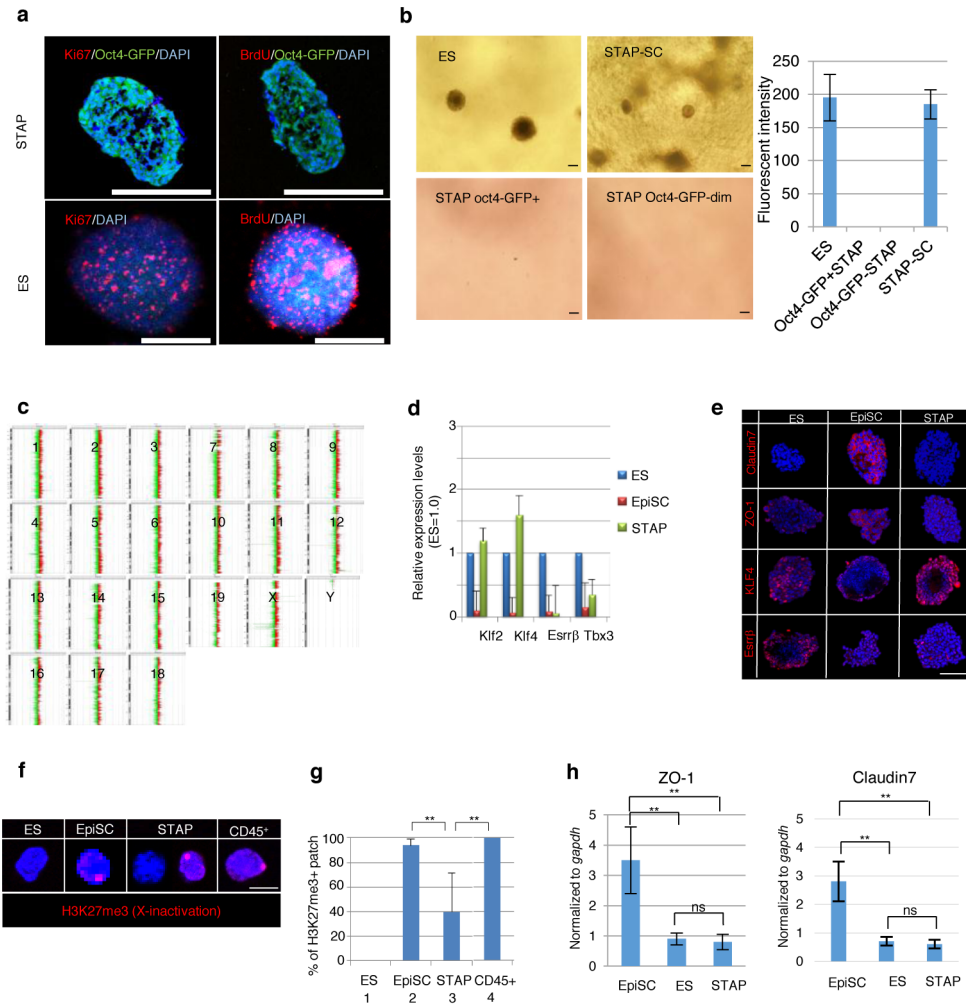 a
Ki67/Oct4-GFP/DAPI
BrdU/Oct4-GFP/DAPI
STAP
Ki67/DAPI
BrdU/DAPI
ES
b
ES
STAP-SC
STAP oct4-GFP+
STAP Oct4-GFP-dim
Fluorescent intensity
250
200
150
100
50
0
ES
Oct4-GFP+STAP
Oct4-GFP-STAP
STAP-SC
c
1 2 3 7 8 9
4 5 6 10 11 12
13 14 15 19 X Y
16 17 18
d
Relative expression levels
(ES=1.0)
3
2
1
0
Klf2 Klf4 Esrrβ Tbx3
ES
EpiSC
STAP
e
ES EpiSC STAP
Claudin7
ZO-1
KLF4
Esrrβ
f
ES EpiSC STAP CD45+
H3K27me3 (X-inactivation)
g
% of H3K27me3+ patch
100
80
60
40
20
0
** **
ES EpiSC STAP CD45+
1 2 3 4
h
ZO-1
Normalized to gapdh
5
4
3
2
1
0
**
**
ns
EpiSC ES STAP
Claudin7
Normalized to gapdh
5
4
3
2
1
0
**
**
ns
EpiSC ES STAP